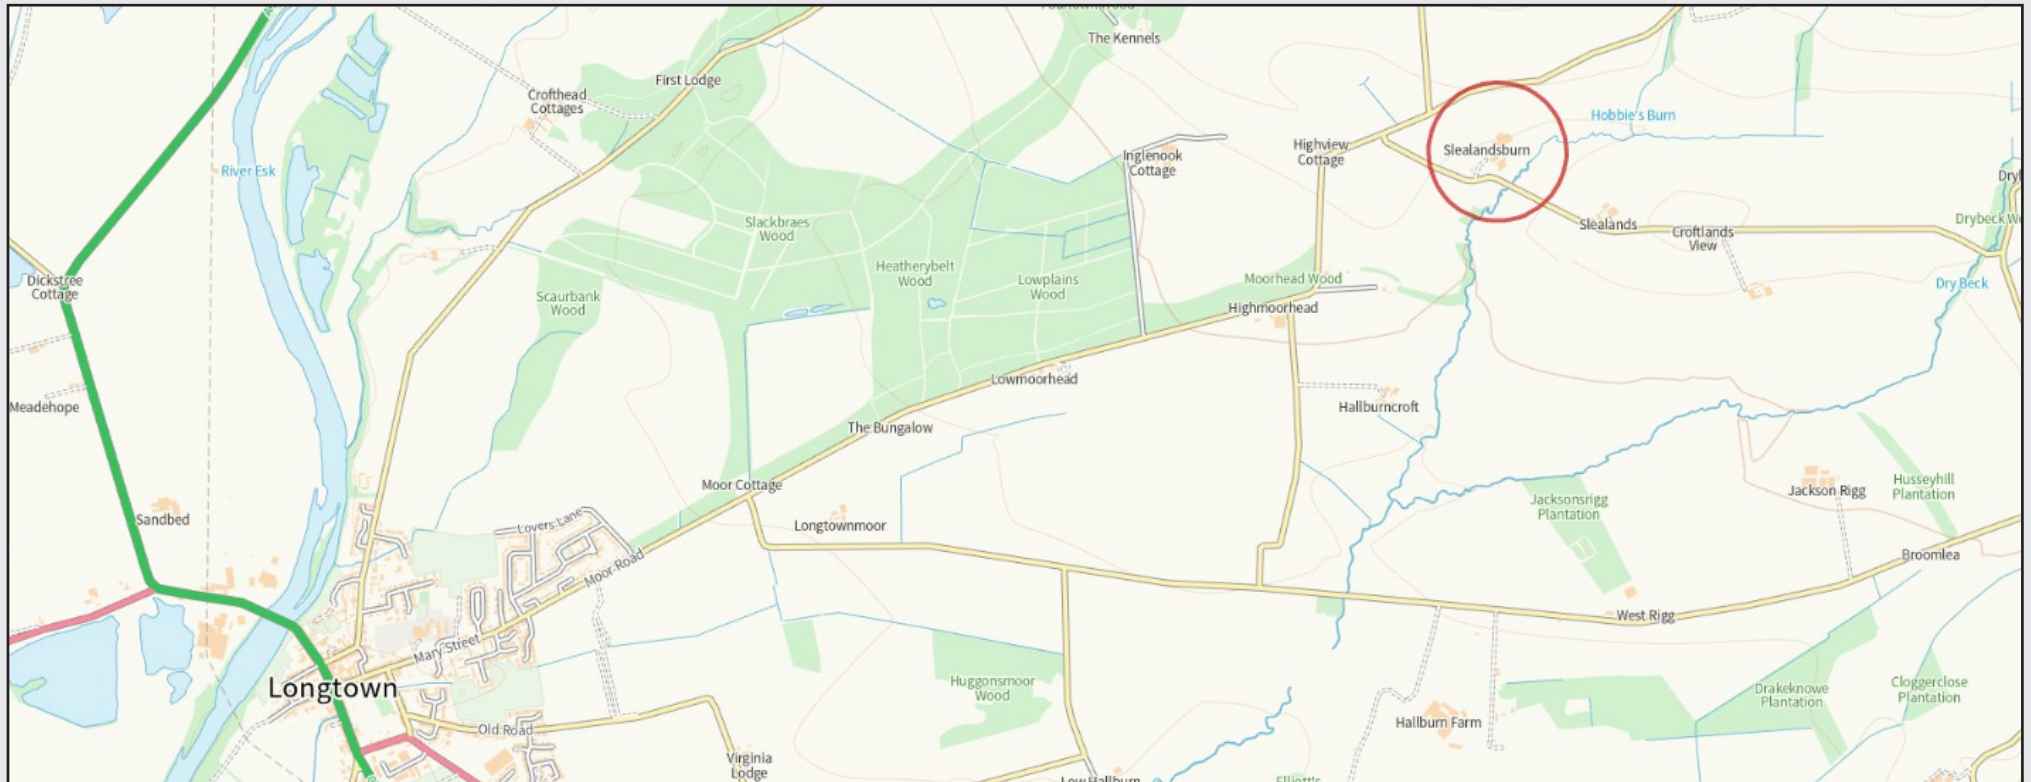 The Kennels
First Lodge
Crofthead
Cottages
Hobbie's Burn
Highview
Cottage
Slealandsburn
Inglenook
Cottage
River Esk
Slackbraes
Wood
Slealands
Croftlands
View
Heatherybelt
Wood
Lowplains
Wood
Moorhead Wood
Dry Beck
Dickstree
Cottage
Scaurbank
Wood
Highmoorhead
Lowmoorhead
Meadehope
Hallburncroft
The Bungalow
Moor Cottage
Jackson Rigg
Husseyhill
Plantation
Jacksonsrigg
Plantation
Sandbed
Lovers Lane
Longtownmoor
Broomlea
Moor Road
West Rigg
Mary Street
Longtown
Huggonsmoor
Wood
Drakeknowe
Plantation
Cloggerclose
Plantation
Hallburn Farm
Old Road
Virginia
Lodge
Low Hallburn